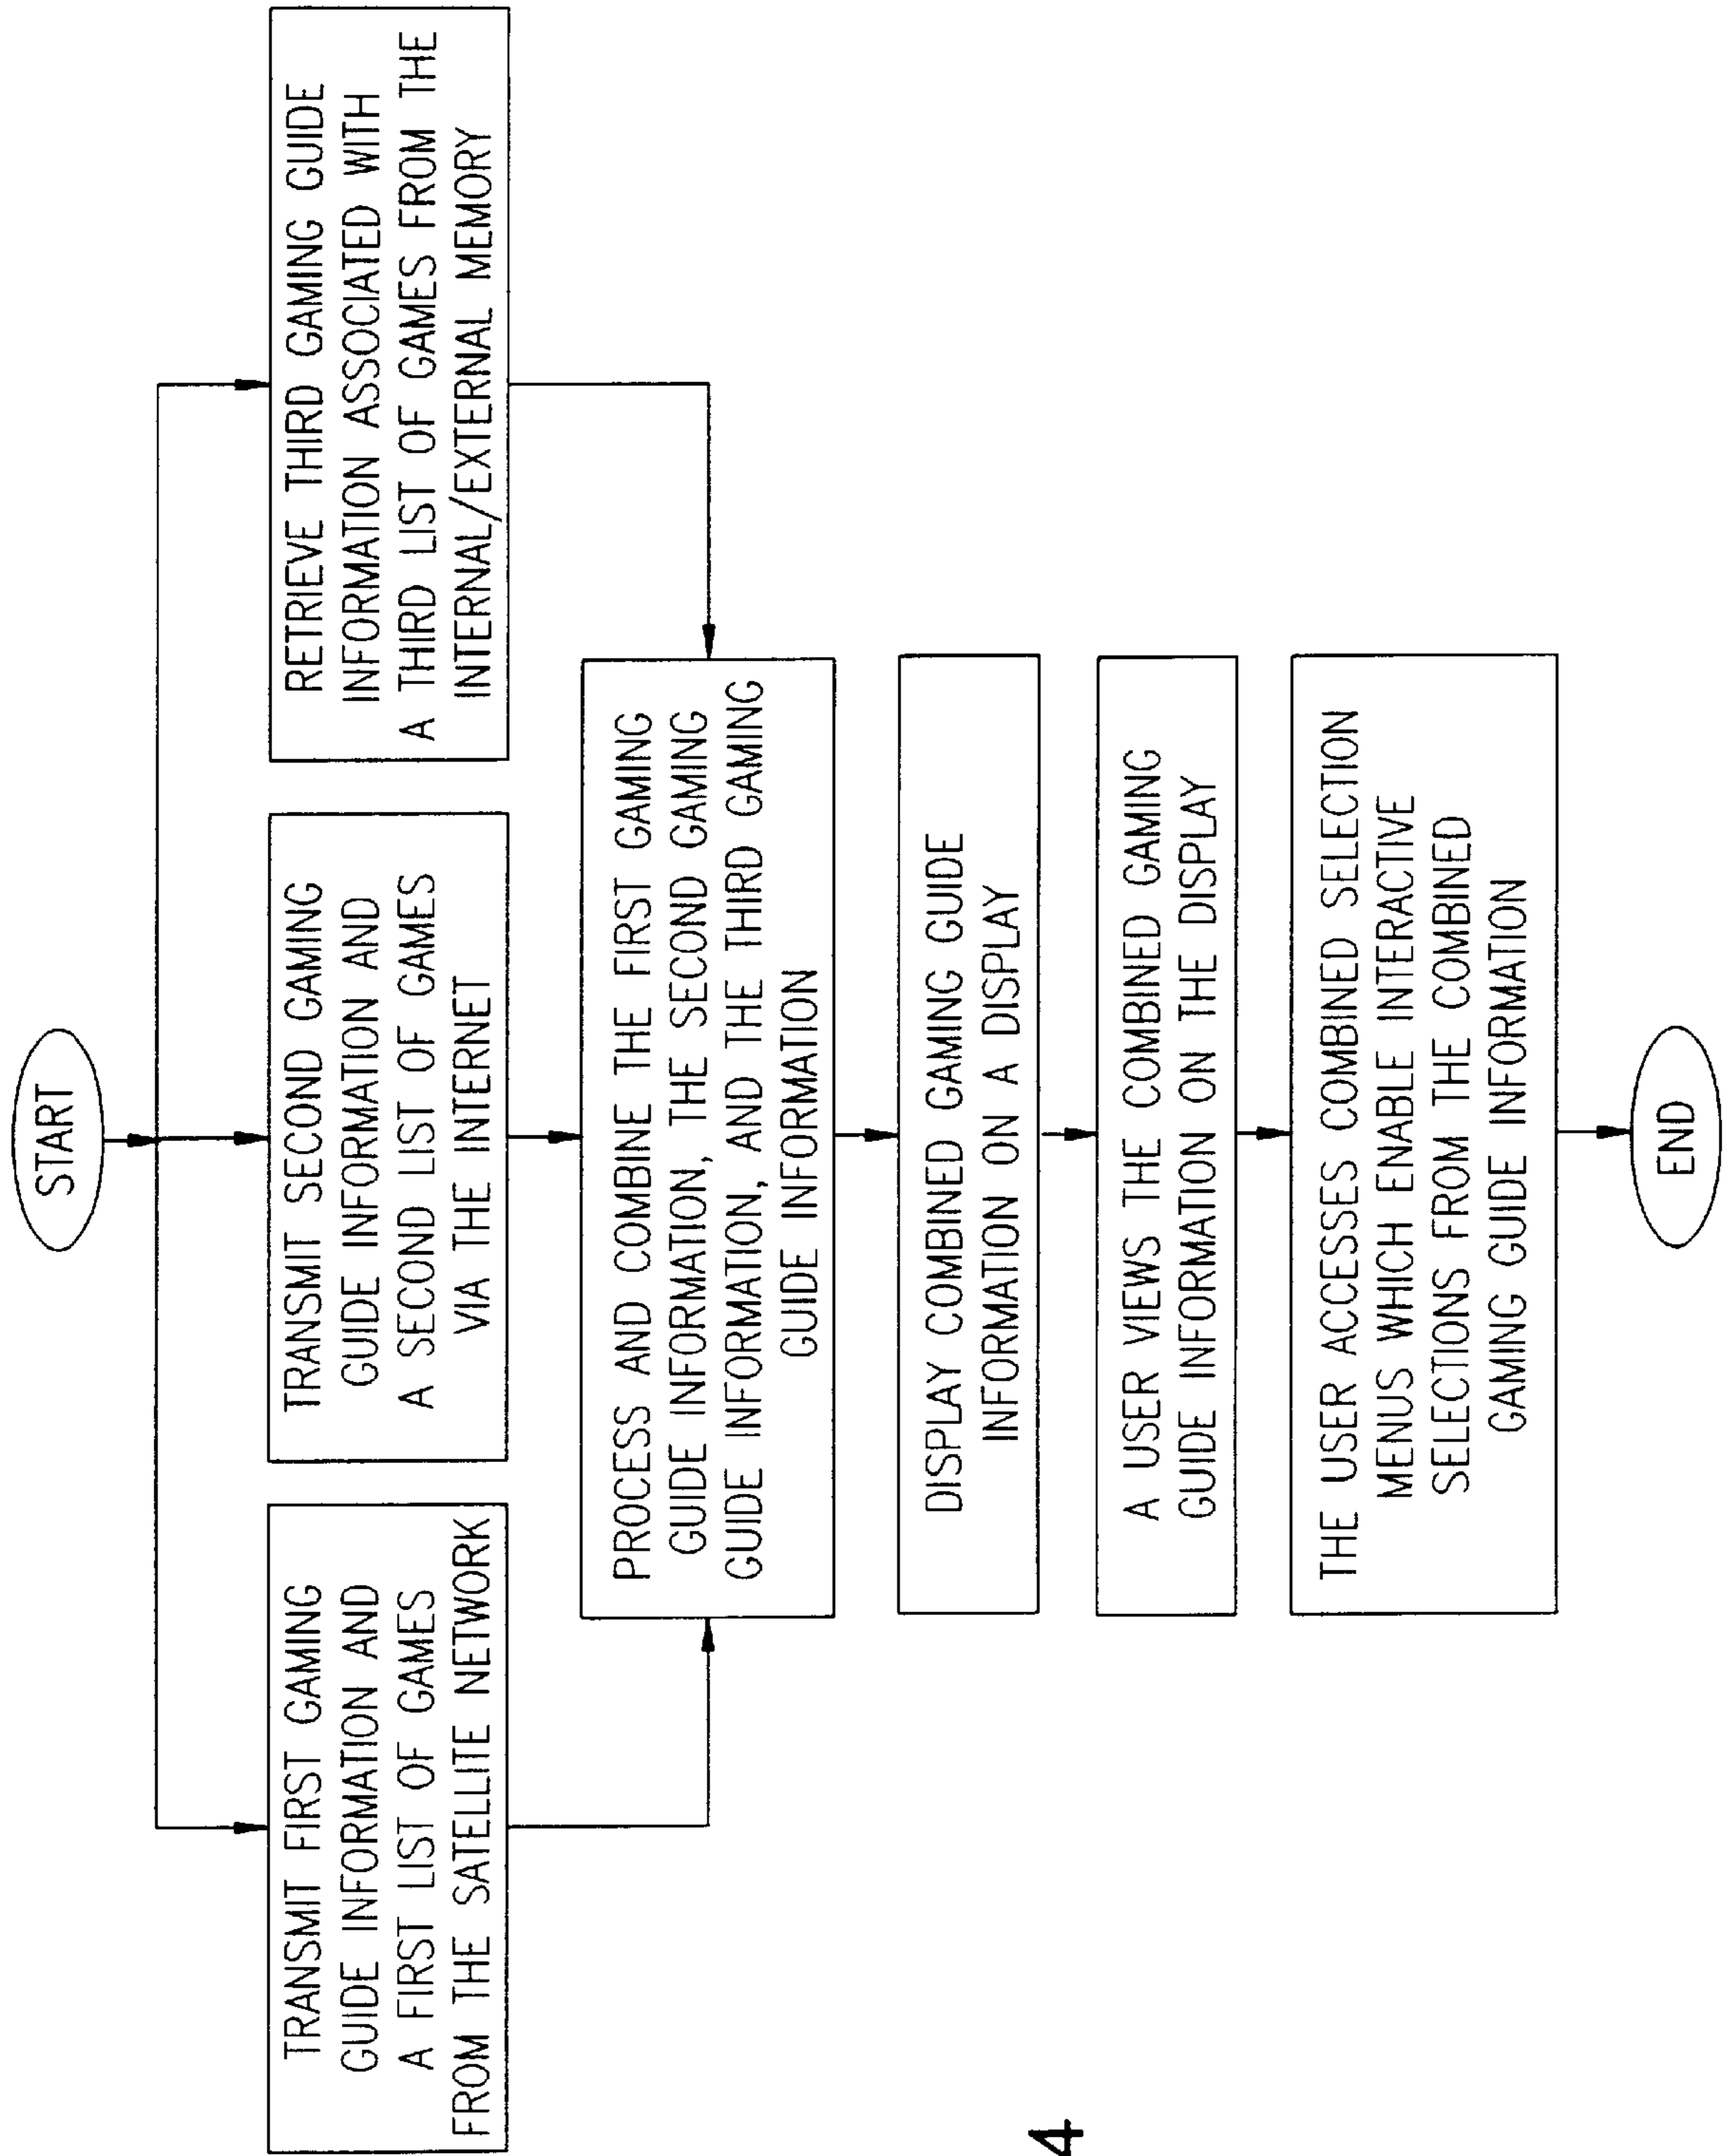 START
TRANSMIT FIRST GAMING
GUIDE INFORMATION AND
A FIRST LIST OF GAMES
FROM THE SATELLITE NETWORK
TRANSMIT SECOND GAMING
GUIDE INFORMATION AND
A SECOND LIST OF GAMES
VIA THE INTERNET
RETRIEVE THIRD GAMING GUIDE
INFORMATION ASSOCIATED WITH
A THIRD LIST OF GAMES FROM THE
INTERNAL/EXTERNAL MEMORY
PROCESS AND COMBINE THE FIRST GAMING
GUIDE INFORMATION, THE SECOND GAMING
GUIDE INFORMATION, AND THE THIRD GAMING
GUIDE INFORMATION
DISPLAY COMBINED GAMING GUIDE
INFORMATION ON A DISPLAY
A USER VIEWS THE COMBINED GAMING
GUIDE INFORMATION ON THE DISPLAY
THE USER ACCESSES COMBINED SELECTION
MENUS WHICH ENABLE INTERACTIVE
SELECTIONS FROM THE COMBINED
GAMING GUIDE INFORMATION
END
4